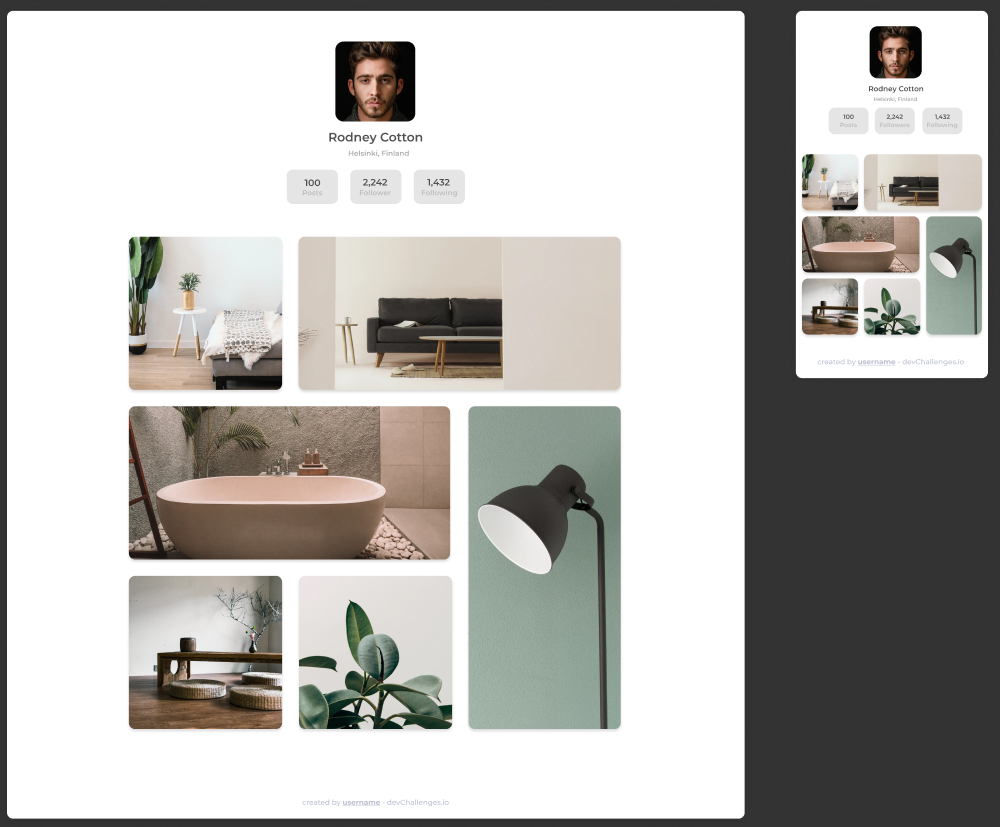 Rodney Cotton
Helsinki, Finland
100 2,242 1,432
Posts Follower Following
created by username - devChallenges.io
Rodney Cotton
Helsinki, Finland
100 2,242 1,432
Posts Followers Following
created by username - devChallenges.io